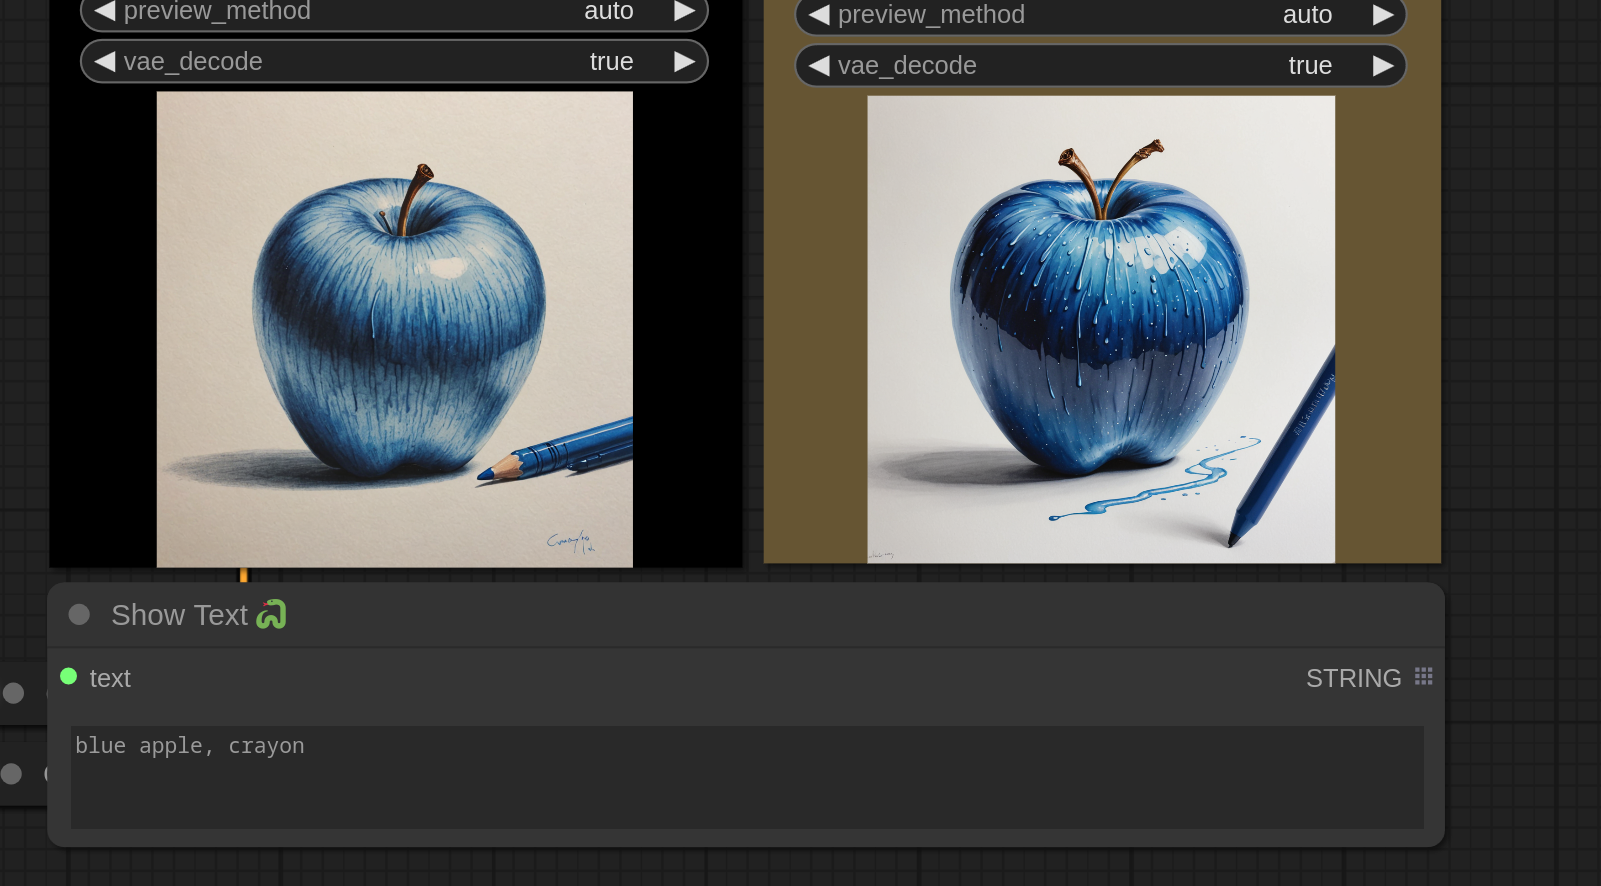 preview_method auto
vae_decode true
preview_method auto
vae_decode true
Show Text
text
STRING
blue apple, crayon